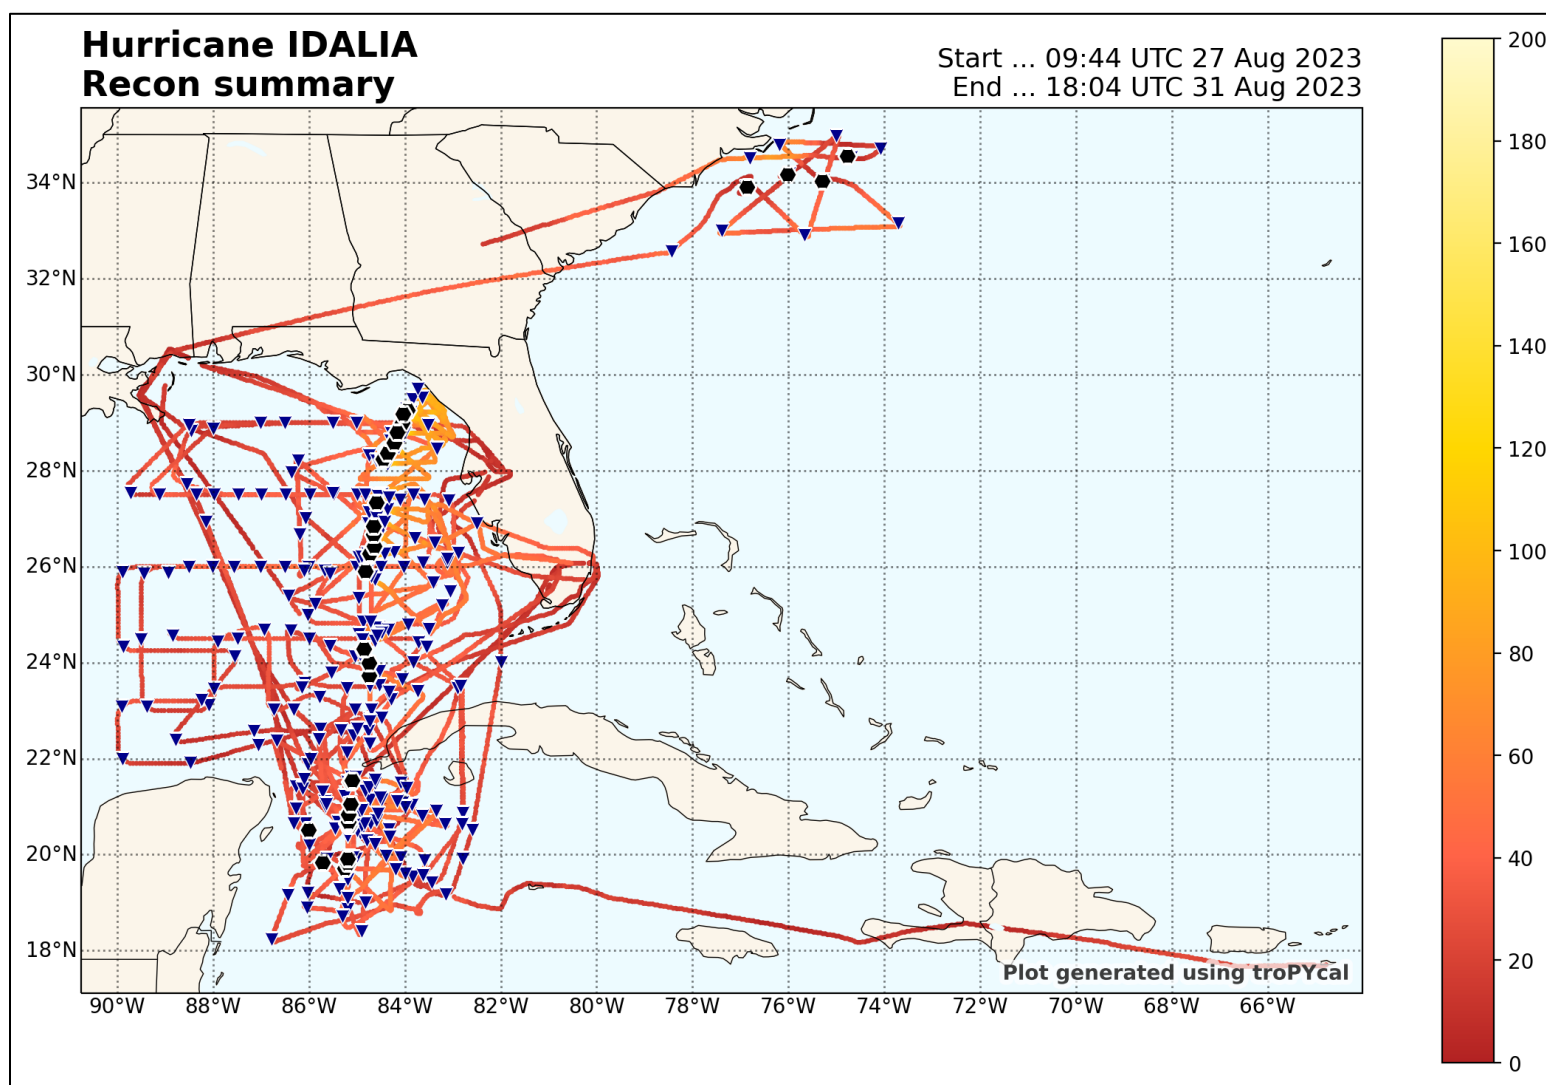 Hurricane IDALIA
Recon summary
Start ... 09:44 UTC 27 Aug 2023
End ... 18:04 UTC 31 Aug 2023
34°N
32°N
30°N
28°N
26°N
24°N
22°N
20°N
18°N
90°W 88°W 86°W 84°W 82°W 80°W 78°W 76°W 74°W 72°W 70°W 68°W 66°W
Plot generated using troPYcal
200
180
160
140
120
100
80
60
40
20
0